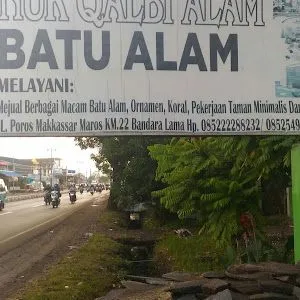 QALBI ALAM
BATU ALAM
MELAYANI:
Mejual Berbagai Macam Batu Alam, Ornamen, Koral, Pekerjaan Taman Minimalis Dan
JL. Poros Makkassar Maros KM.22 Bandara Lama Hp. 085222288232/